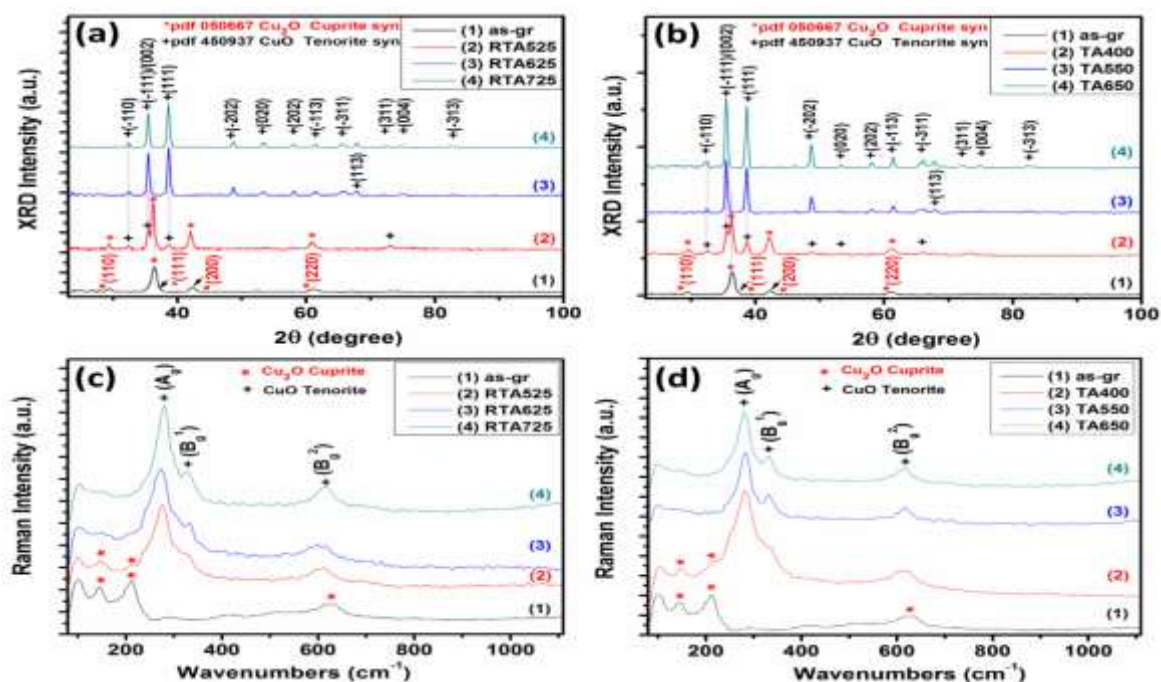 (a)
*pdf 050667 Cu₂O Cuprite syn
+pdf 450937 CuO Tenorite syn
(1) as-gr
(2) RTA525
(3) RTA625
(4) RTA725
+(-110)
+(-111)/(002)
+(111)
+(-202)
+(020)
+(202)
+(-113)
+(-311)
+(311)
+(004)
+(-313)
+(113)
(4)
(3)
(2)
(1)
*(110)
*(111)
*(200)
*(220)
XRD Intensity (a.u.)
40 60 80 100
2θ (degree)
(b)
*pdf 050667 Cu₂O Cuprite syn
+pdf 450937 CuO Tenorite syn
(1) as-gr
(2) TA400
(3) TA550
(4) TA650
+(-110)
+(-111)/(002)
+(111)
+(-202)
+(020)
+(202)
+(-113)
+(-311)
+(311)
+(004)
+(-313)
+(113)
(4)
(3)
(2)
(1)
*(110)
*(111)
*(200)
*(220)
XRD Intensity (a.u.)
40 60 80 100
2θ (degree)
(c)
* Cu₂O Cuprite
+ CuO Tenorite
(1) as-gr
(2) RTA525
(3) RTA625
(4) RTA725
+(A_g)
+(B_g¹)
+(B_g²)
(4)
(3)
(2)
(1)
Raman Intensity (a.u.)
200 400 600 800 1000
Wavenumbers (cm⁻¹)
(d)
* Cu₂O Cuprite
+ CuO Tenorite
(1) as-gr
(2) TA400
(3) TA550
(4) TA650
+(A_g)
+(B_g¹)
+(B_g²)
(4)
(3)
(2)
(1)
Raman Intensity (a.u.)
200 400 600 800 1000
Wavenumbers (cm⁻¹)